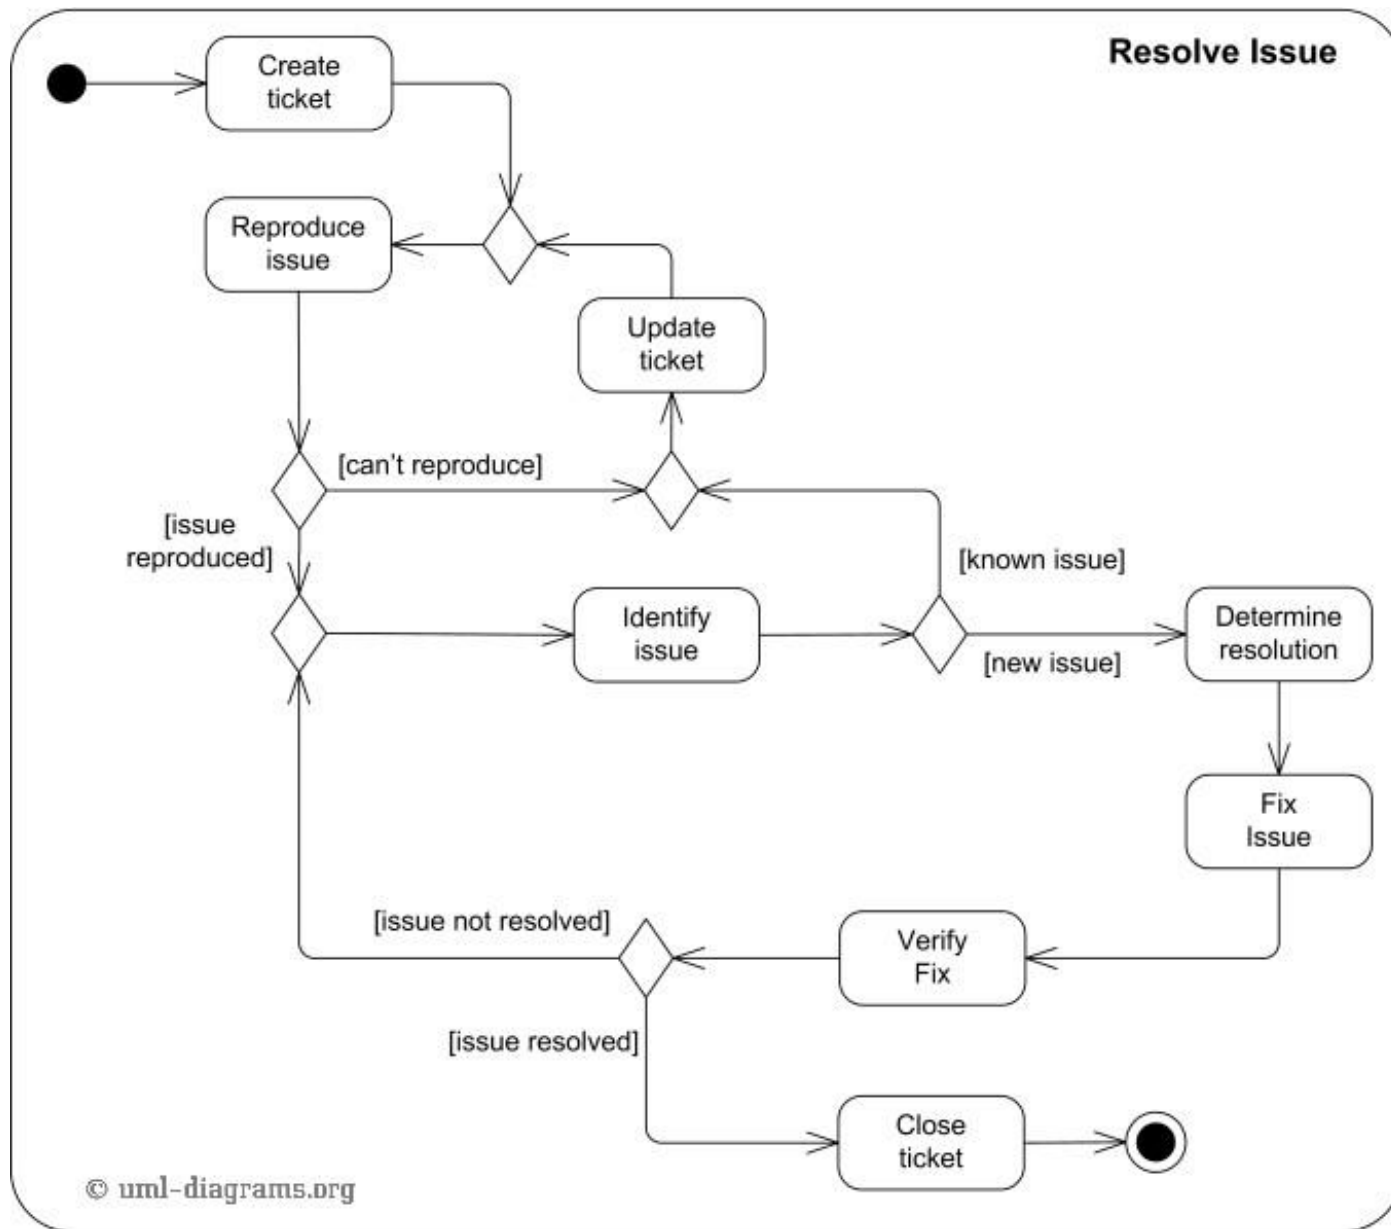 Resolve Issue
Create
ticket
Reproduce
issue
Update
ticket
[can't reproduce]
[issue
reproduced]
[known issue]
Identify
issue
[new issue]
Determine
resolution
Fix
Issue
[issue not resolved]
Verify
Fix
[issue resolved]
Close
ticket
© uml-diagrams.org